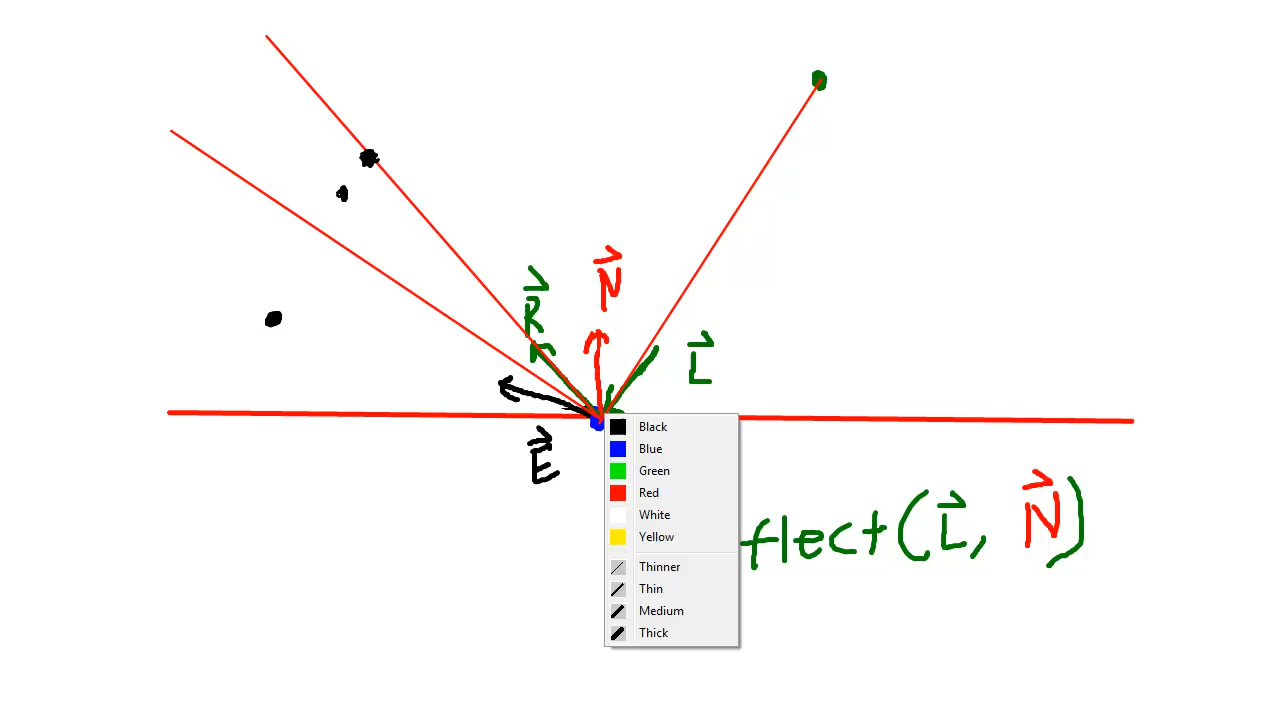 R
N
L
E
Black
Blue
Green
Red
White
Yellow
Thinner
Thin
Medium
Thick
flect(L, N)